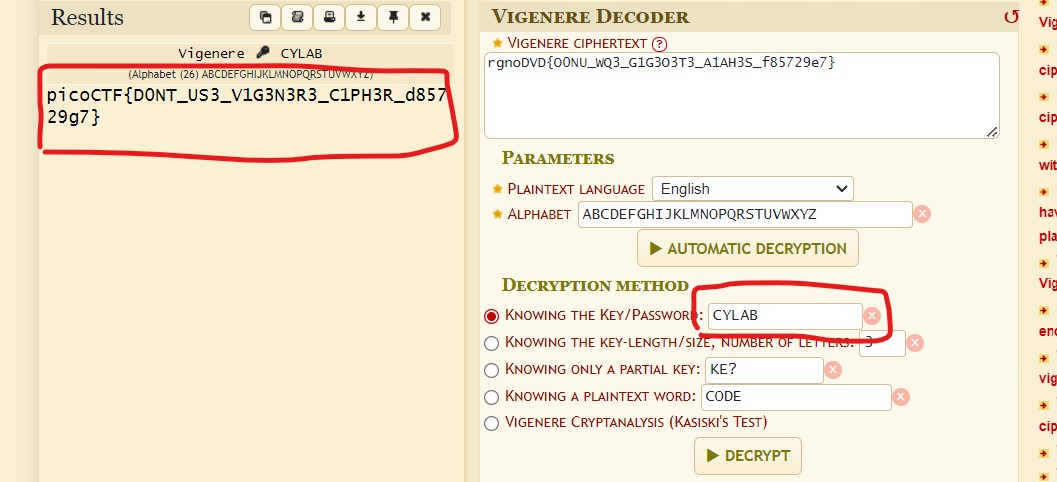 Results
Vigenere CYLAB
(Alphabet (26) ABCDEFGHIJKLMNOPQRSTUVWXYZ)
picoCTF{D0NT_US3_V1G3N3R3_C1PH3R_d857
29g7}
VIGENERE DECODER
VIGENERE CIPHERTEXT ?
rgnoDVD{O0NU_WQ3_G1G3O3T3_A1AH3S_f85729e7}
PARAMETERS
PLAINTEXT LANGUAGE English
ALPHABET ABCDEFGHIJKLMNOPQRSTUVWXYZ
AUTOMATIC DECRYPTION
DECRYPTION METHOD
KNOWING THE KEY/PASSWORD: CYLAB
KNOWING THE KEY-LENGTH/SIZE, NUMBER OF LETTERS: 3
KNOWING ONLY A PARTIAL KEY: KE?
KNOWING A PLAINTEXT WORD: CODE
VIGENERE CRYPTANALYSIS (KASISKI'S TEST)
DECRYPT
Vig
cip
cip
wit
hav
pla
Vig
enc
vig
cip